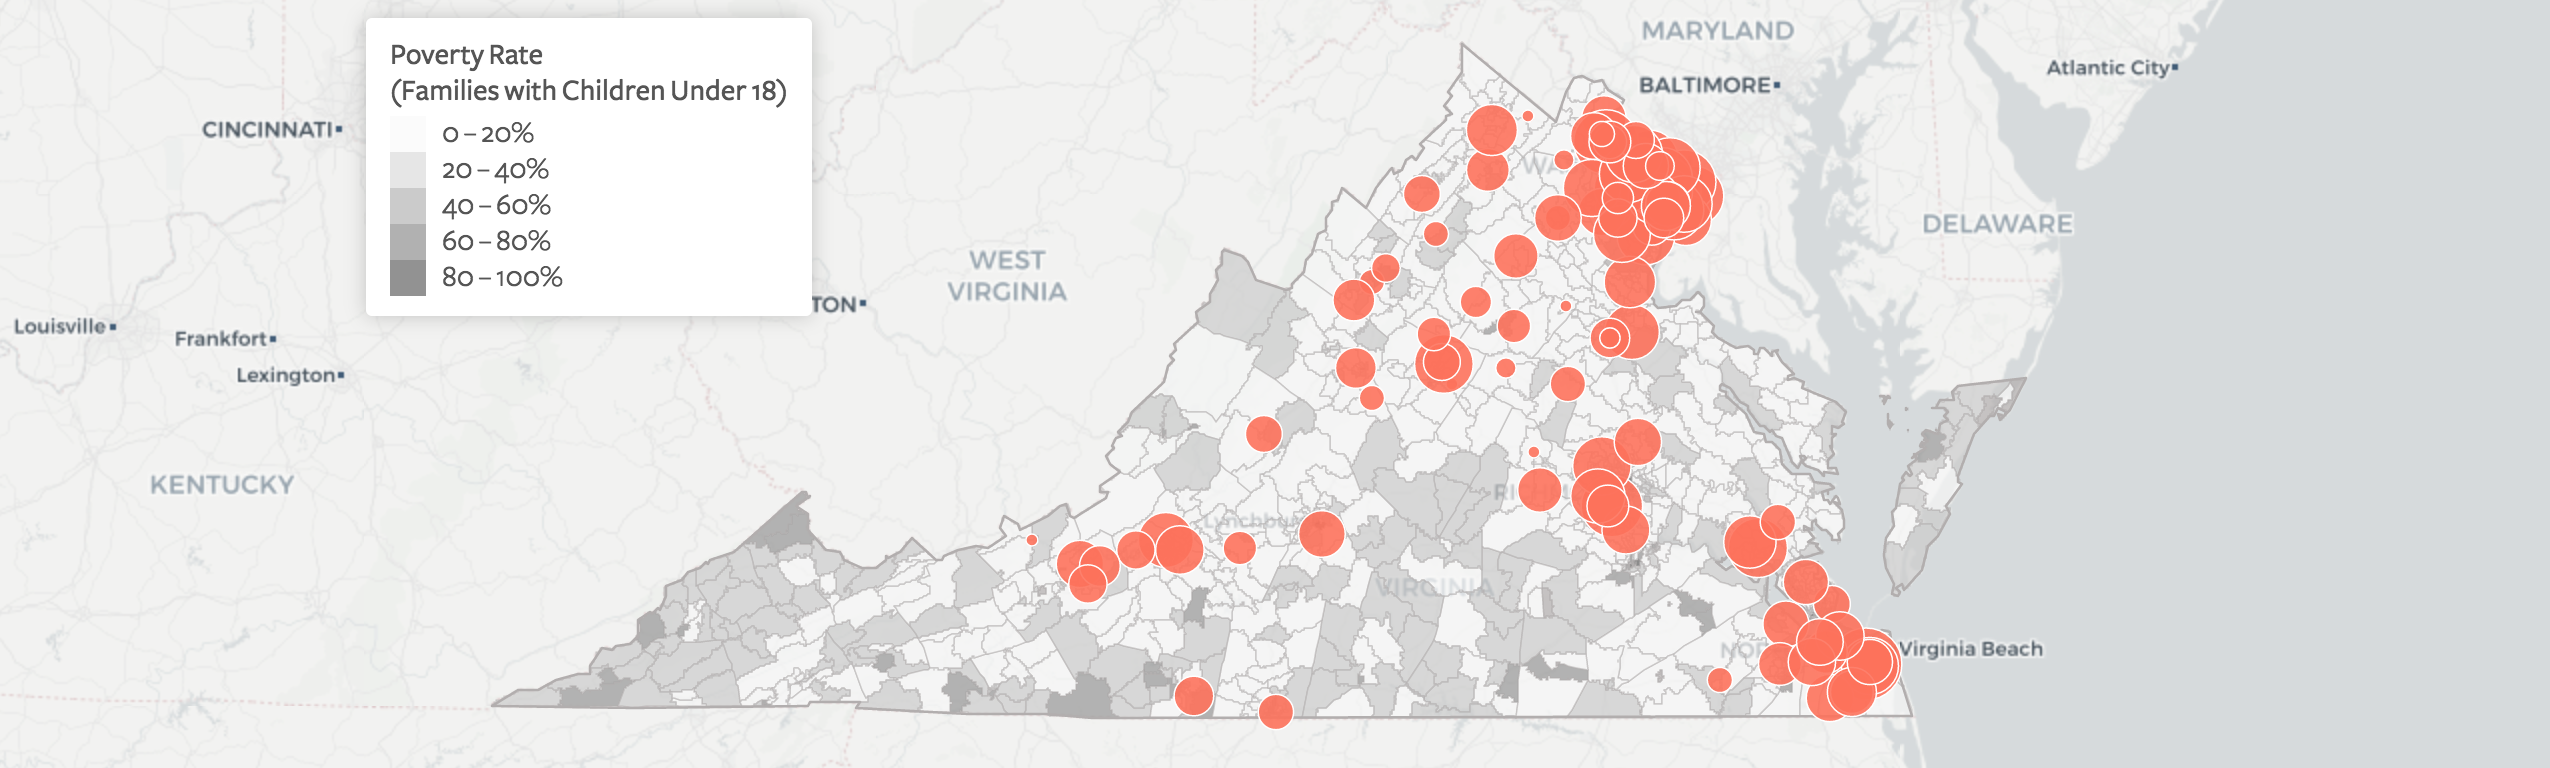 Poverty Rate
(Families with Children Under 18)
0 – 20%
20 – 40%
40 – 60%
60 – 80%
80 – 100%
MARYLAND
BALTIMORE
Atlantic City
CINCINNATI
DELAWARE
WEST
VIRGINIA
TON
Louisville
Frankfort
Lexington
KENTUCKY
VIRGINIA
Virginia Beach